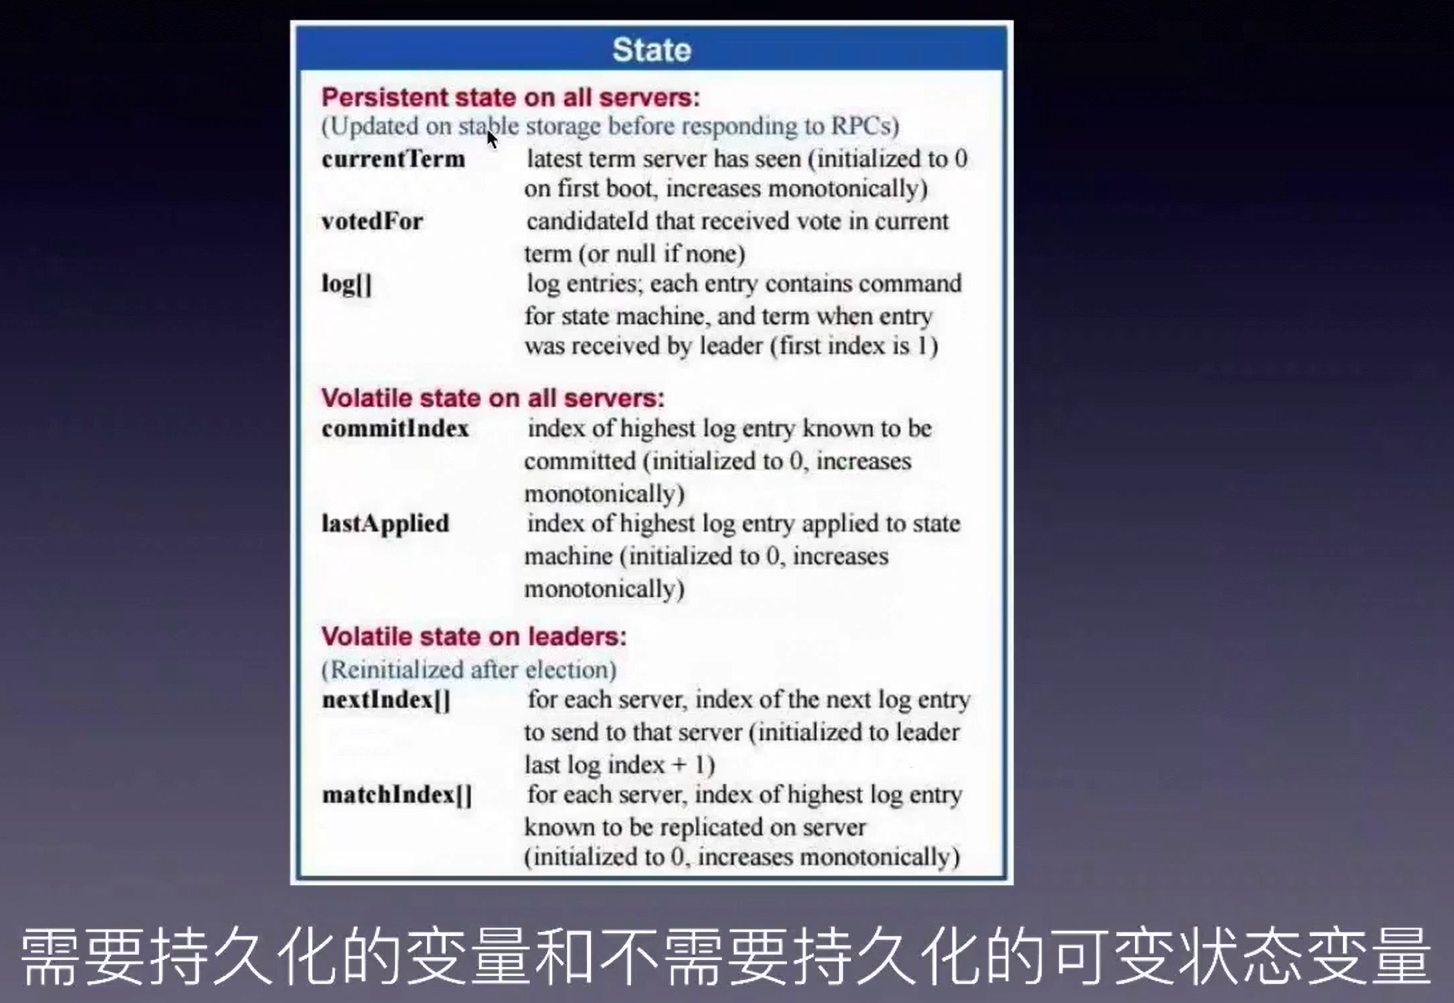 State
Persistent state on all servers:
(Updated on stable storage before responding to RPCs)
currentTerm latest term server has seen (initialized to 0
on first boot, increases monotonically)
votedFor candidateId that received vote in current
term (or null if none)
log[] log entries; each entry contains command
for state machine, and term when entry
was received by leader (first index is 1)
Volatile state on all servers:
commitIndex index of highest log entry known to be
committed (initialized to 0, increases
monotonically)
lastApplied index of highest log entry applied to state
machine (initialized to 0, increases
monotonically)
Volatile state on leaders:
(Reinitialized after election)
nextIndex[] for each server, index of the next log entry
to send to that server (initialized to leader
last log index + 1)
matchIndex[] for each server, index of highest log entry
known to be replicated on server
(initialized to 0, increases monotonically)
需要持久化的变量和不需要持久化的可变状态变量